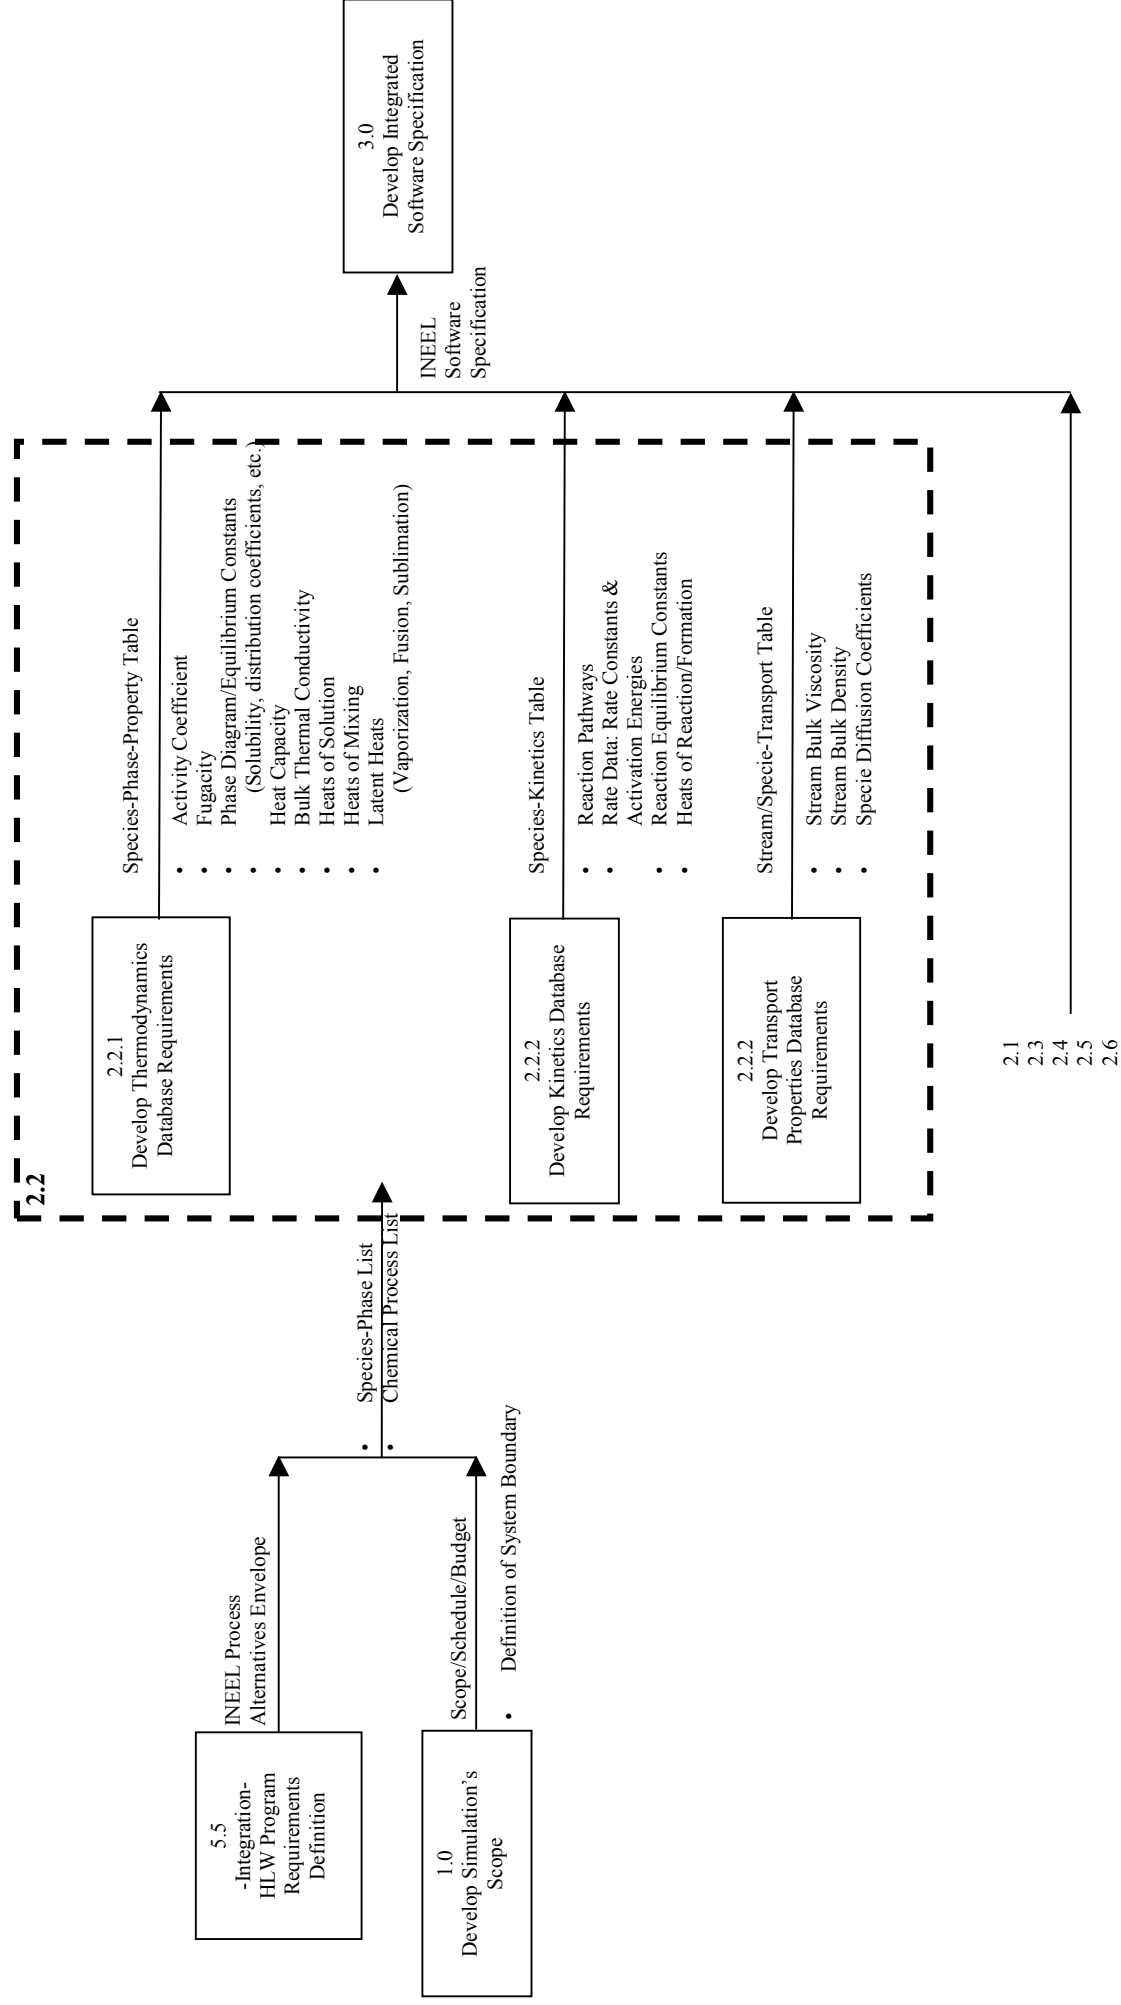 5.5
-Integration-
HLW Program
Requirements
Definition
INEEL Process
Alternatives Envelope
1.0
Develop Simulation’s
Scope
Scope/Schedule/Budget
• Definition of System Boundary
• Species-Phase List
• Chemical Process List
2.2
2.2.1
Develop Thermodynamics
Database Requirements
Species-Phase-Property Table
• Activity Coefficient
• Fugacity
• Phase Diagram/Equilibrium Constants
• (Solubility, distribution coefficients, etc.)
• Heat Capacity
• Bulk Thermal Conductivity
• Heats of Solution
• Heats of Mixing
• Latent Heats
(Vaporization, Fusion, Sublimation)
2.2.2
Develop Kinetics Database
Requirements
Species-Kinetics Table
• Reaction Pathways
• Rate Data: Rate Constants &
Activation Energies
• Reaction Equilibrium Constants
• Heats of Reaction/Formation
2.2.2
Develop Transport
Properties Database
Requirements
Stream/Specie-Transport Table
• Stream Bulk Viscosity
• Stream Bulk Density
• Specie Diffusion Coefficients
2.1
2.3
2.4
2.5
2.6
INEEL
Software
Specification
3.0
Develop Integrated
Software Specification